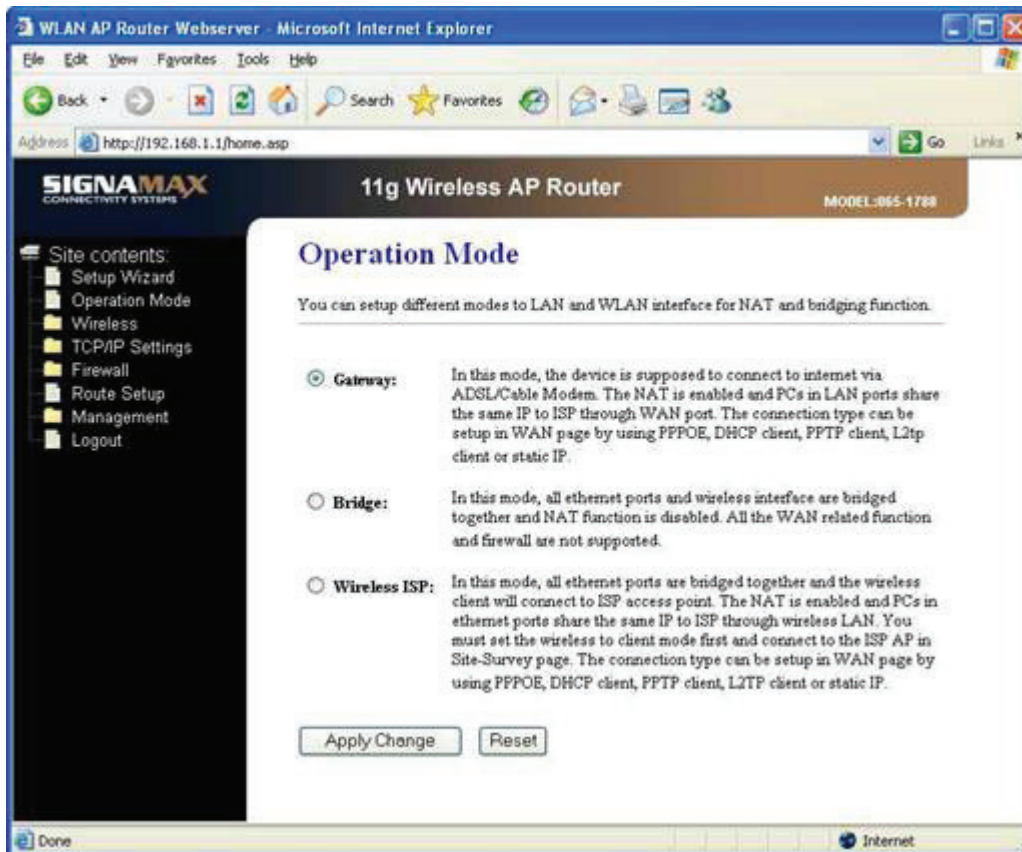 WLAN AP Router Webserver - Microsoft Internet Explorer
File Edit View Favorites Tools Help
Back Search Favorites
Address http://192.168.1.1/home.asp Go Links
SIGNAMAX
CONNECTIVITY SYSTEMS
11g Wireless AP Router
MODEL:065-1788
Site contents:
Setup Wizard
Operation Mode
Wireless
TCP/IP Settings
Firewall
Route Setup
Management
Logout
Operation Mode
You can setup different modes to LAN and WLAN interface for NAT and bridging function.
Gateway:
In this mode, the device is supposed to connect to internet via
ADSL/Cable Modem. The NAT is enabled and PCs in LAN ports share
the same IP to ISP through WAN port. The connection type can be
setup in WAN page by using PPPOE, DHCP client, PPTP client, L2tp
client or static IP.
Bridge:
In this mode, all ethernet ports and wireless interface are bridged
together and NAT function is disabled. All the WAN related function
and firewall are not supported.
Wireless ISP:
In this mode, all ethernet ports are bridged together and the wireless
client will connect to ISP access point. The NAT is enabled and PCs in
ethernet ports share the same IP to ISP through wireless LAN. You
must set the wireless to client mode first and connect to the ISP AP in
Site-Survey page. The connection type can be setup in WAN page by
using PPPOE, DHCP client, PPTP client, L2TP client or static IP.
Apply Change Reset
Done Internet